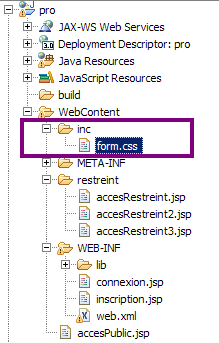 pro
JAX-WS Web Services
Deployment Descriptor: pro
Java Resources
JavaScript Resources
build
WebContent
inc
form.css
META-INF
restreint
accesRestreint.jsp
accesRestreint2.jsp
accesRestreint3.jsp
WEB-INF
lib
connexion.jsp
inscription.jsp
web.xml
accesPublic.jsp